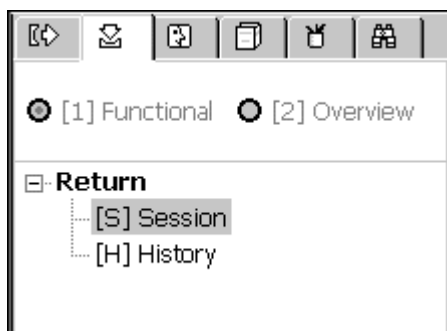 [1] Functional [2] Overview
Return
[S] Session
[H] History